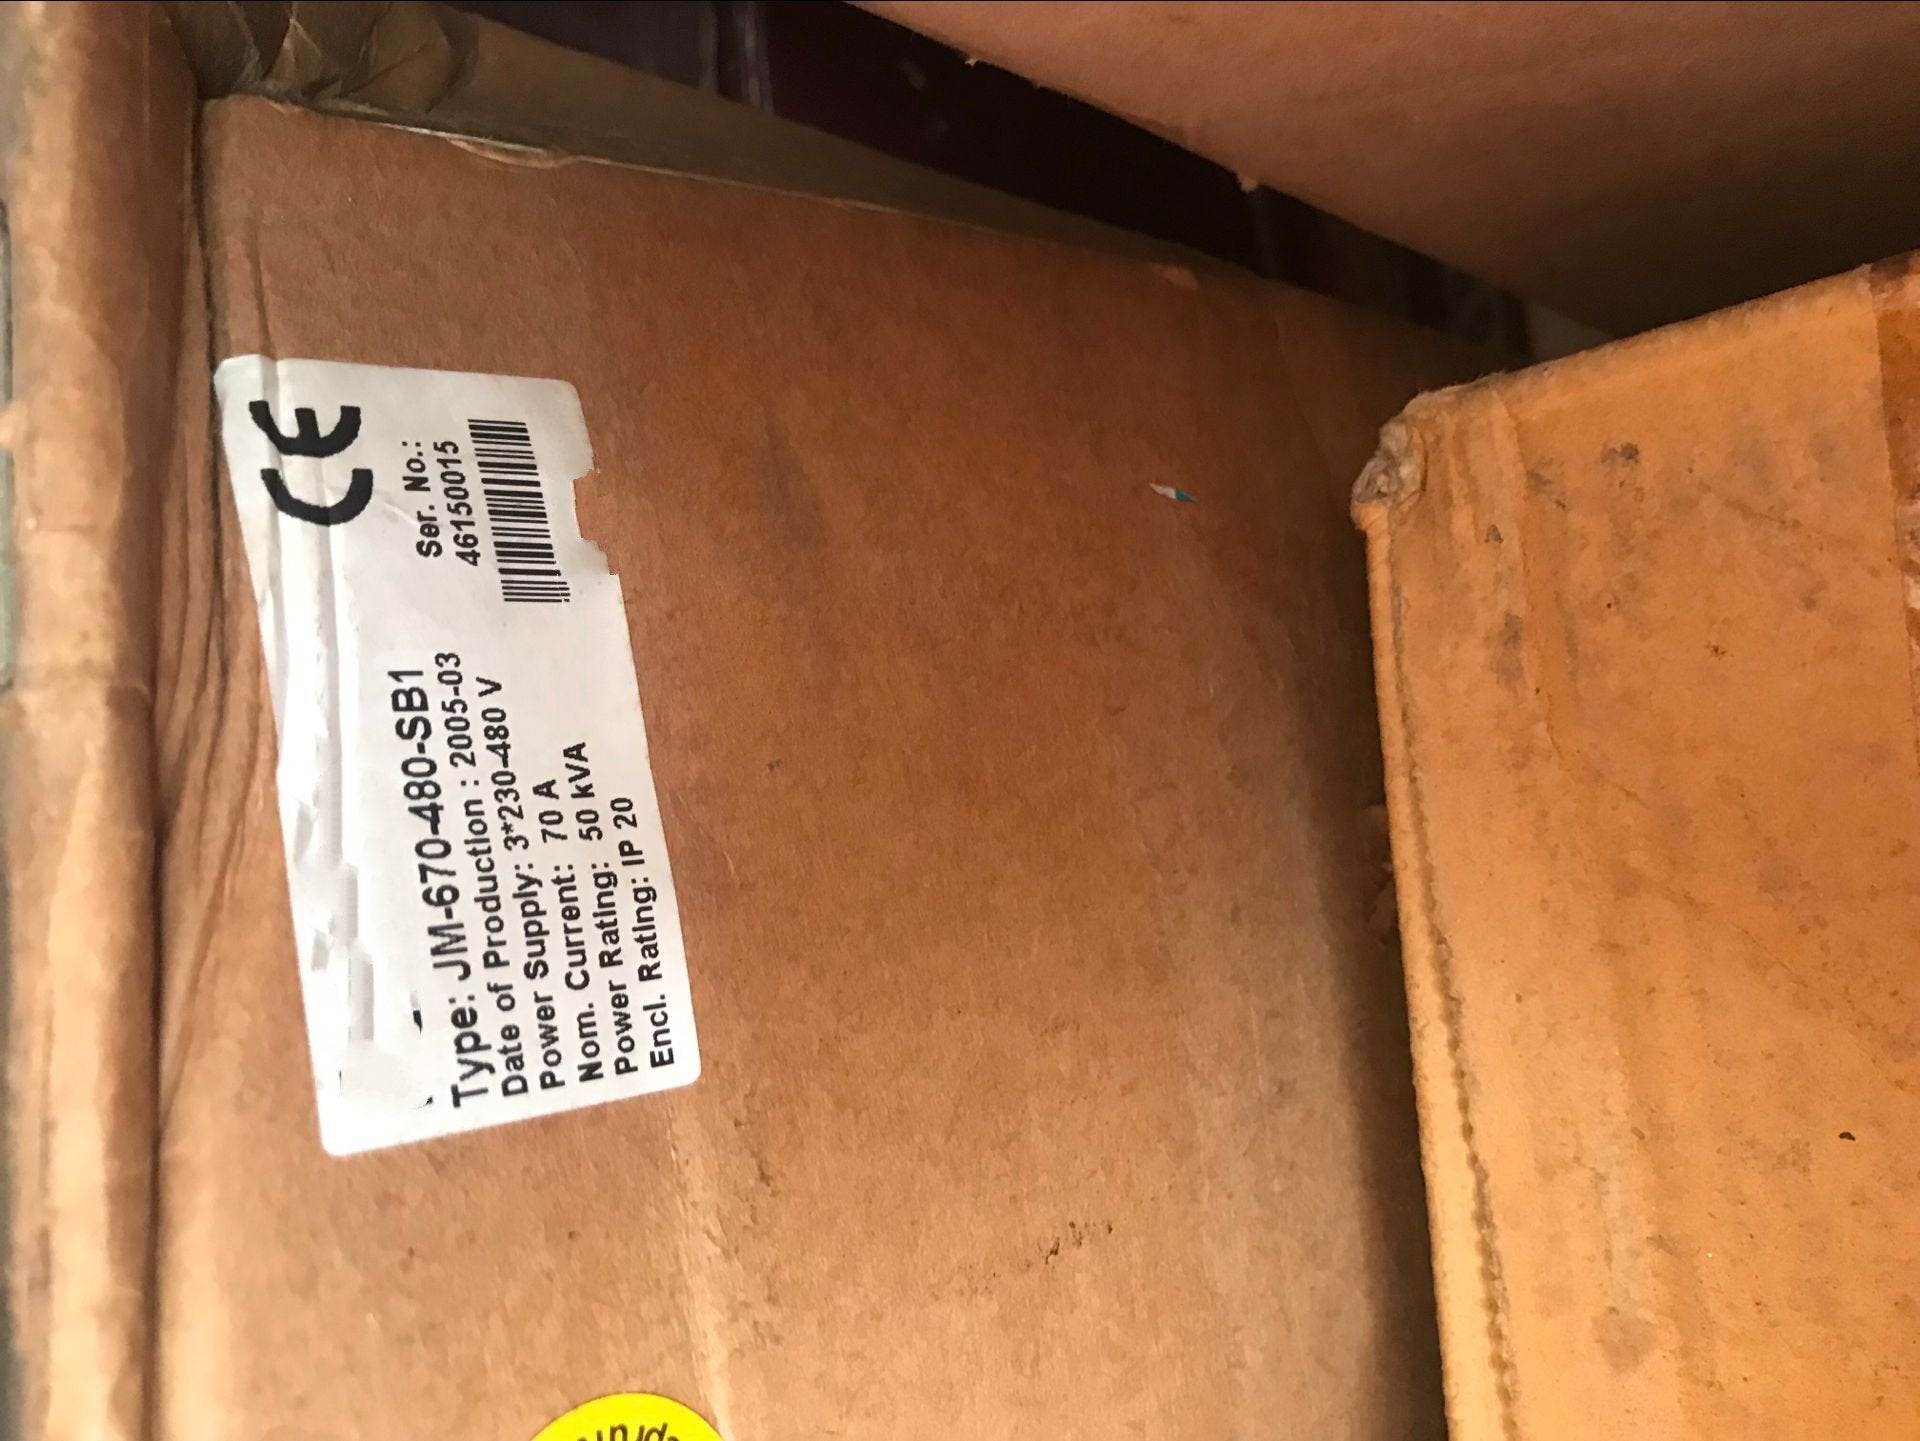 CE
Ser. No.:
46150015
Type: JM-670-480-SB1
Date of Production : 2005-03
Power Supply: 3*230-480 V
Nom. Current: 70 A
Power Rating: 50 kVA
Encl. Rating: IP 20